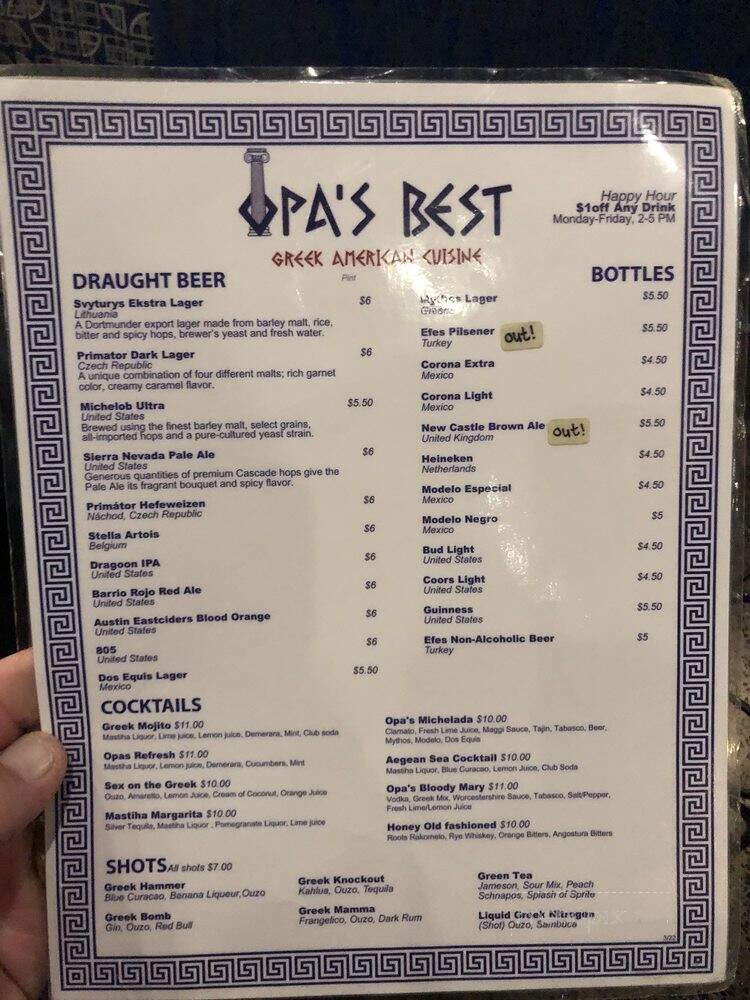 OPA'S BEST
GREEK AMERICAN CUISINE
Happy Hour
$1off Any Drink
Monday-Friday, 2-5 PM
DRAUGHT BEER
Pint
Svyturys Ekstra Lager $6
Lithuania
A Dortmunder export lager made from barley malt, rice,
bitter and spicy hops, brewer's yeast and fresh water.
Primator Dark Lager $6
Czech Republic
A unique combination of four different malts; rich garnet
color, creamy caramel flavor.
Michelob Ultra $5.50
United States
Brewed using the finest barley malt, select grains,
all-imported hops and a pure-cultured yeast strain.
Sierra Nevada Pale Ale $6
United States
Generous quantities of premium Cascade hops give the
Pale Ale its fragrant bouquet and spicy flavor.
Primátor Hefeweizen $6
Náchod, Czech Republic
Stella Artois $6
Belgium
Dragoon IPA $6
United States
Barrio Rojo Red Ale $6
United States
Austin Eastciders Blood Orange $6
United States
805 $6
United States
Dos Equis Lager $5.50
Mexico
BOTTLES
Mythos Lager $5.50
Greece
Efes Pilsener out! $5.50
Turkey
Corona Extra $4.50
Mexico
Corona Light $4.50
Mexico
New Castle Brown Ale out! $5.50
United Kingdom
Heineken $4.50
Netherlands
Modelo Especial $4.50
Mexico
Modelo Negro $5
Mexico
Bud Light $4.50
United States
Coors Light $4.50
United States
Guinness $5.50
United States
Efes Non-Alcoholic Beer $5
Turkey
COCKTAILS
Greek Mojito $11.00
Mastiha Liquor, Lime juice, Lemon juice, Demerara, Mint, Club soda
Opas Refresh $11.00
Mastiha Liquor, Lemon juice, Demerara, Cucumbers, Mint
Sex on the Greek $10.00
Ouzo, Amaretto, Lemon Juice, Cream of Coconut, Orange Juice
Mastiha Margarita $10.00
Silver Tequila, Mastiha Liquor, Pomegranate Liquor, Lime juice
Opa's Michelada $10.00
Clamato, Fresh Lime Juice, Maggi Sauce, Tajin, Tabasco, Beer,
Mythos, Modelo, Dos Equis
Aegean Sea Cocktail $10.00
Mastiha Liquor, Blue Curacao, Lemon Juice, Club Soda
Opa's Bloody Mary $11.00
Vodka, Greek Mix, Worcestershire Sauce, Tabasco, Salt/Pepper,
Fresh Lime/Lemon Juice
Honey Old fashioned $10.00
Roots Rakomelo, Rye Whiskey, Orange Bitters, Angostura Bitters
SHOTS All shots $7.00
Greek Hammer
Blue Curacao, Banana Liqueur,Ouzo
Greek Bomb
Gin, Ouzo, Red Bull
Greek Knockout
Kahlua, Ouzo, Tequila
Greek Mamma
Frangelico, Ouzo, Dark Rum
Green Tea
Jameson, Sour Mix, Peach
Schnapos, Splash of Sprite
Liquid Greek Nitrogen
(Shot) Ouzo, Sambuca